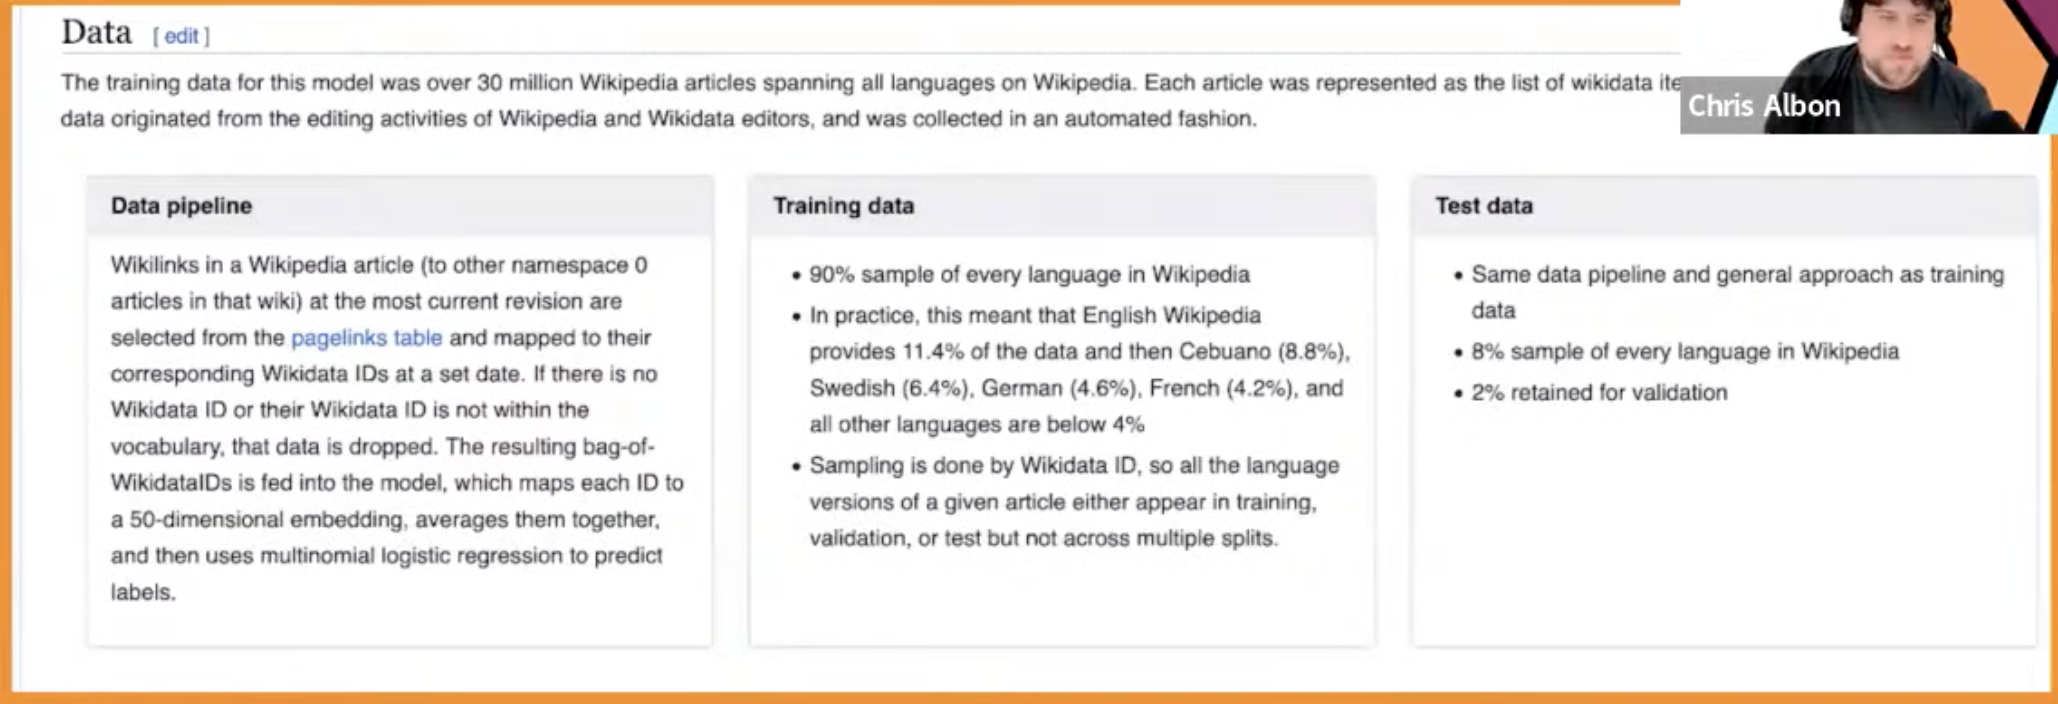 Data [ edit ]
The training data for this model was over 30 million Wikipedia articles spanning all languages on Wikipedia. Each article was represented as the list of wikidata ite
data originated from the editing activities of Wikipedia and Wikidata editors, and was collected in an automated fashion.
Chris Albon
Data pipeline
Wikilinks in a Wikipedia article (to other namespace 0
articles in that wiki) at the most current revision are
selected from the pagelinks table and mapped to their
corresponding Wikidata IDs at a set date. If there is no
Wikidata ID or their Wikidata ID is not within the
vocabulary, that data is dropped. The resulting bag-of-
WikidataIDs is fed into the model, which maps each ID to
a 50-dimensional embedding, averages them together,
and then uses multinomial logistic regression to predict
labels.
Training data
• 90% sample of every language in Wikipedia
• In practice, this meant that English Wikipedia
provides 11.4% of the data and then Cebuano (8.8%),
Swedish (6.4%), German (4.6%), French (4.2%), and
all other languages are below 4%
• Sampling is done by Wikidata ID, so all the language
versions of a given article either appear in training,
validation, or test but not across multiple splits.
Test data
• Same data pipeline and general approach as training
data
• 8% sample of every language in Wikipedia
• 2% retained for validation